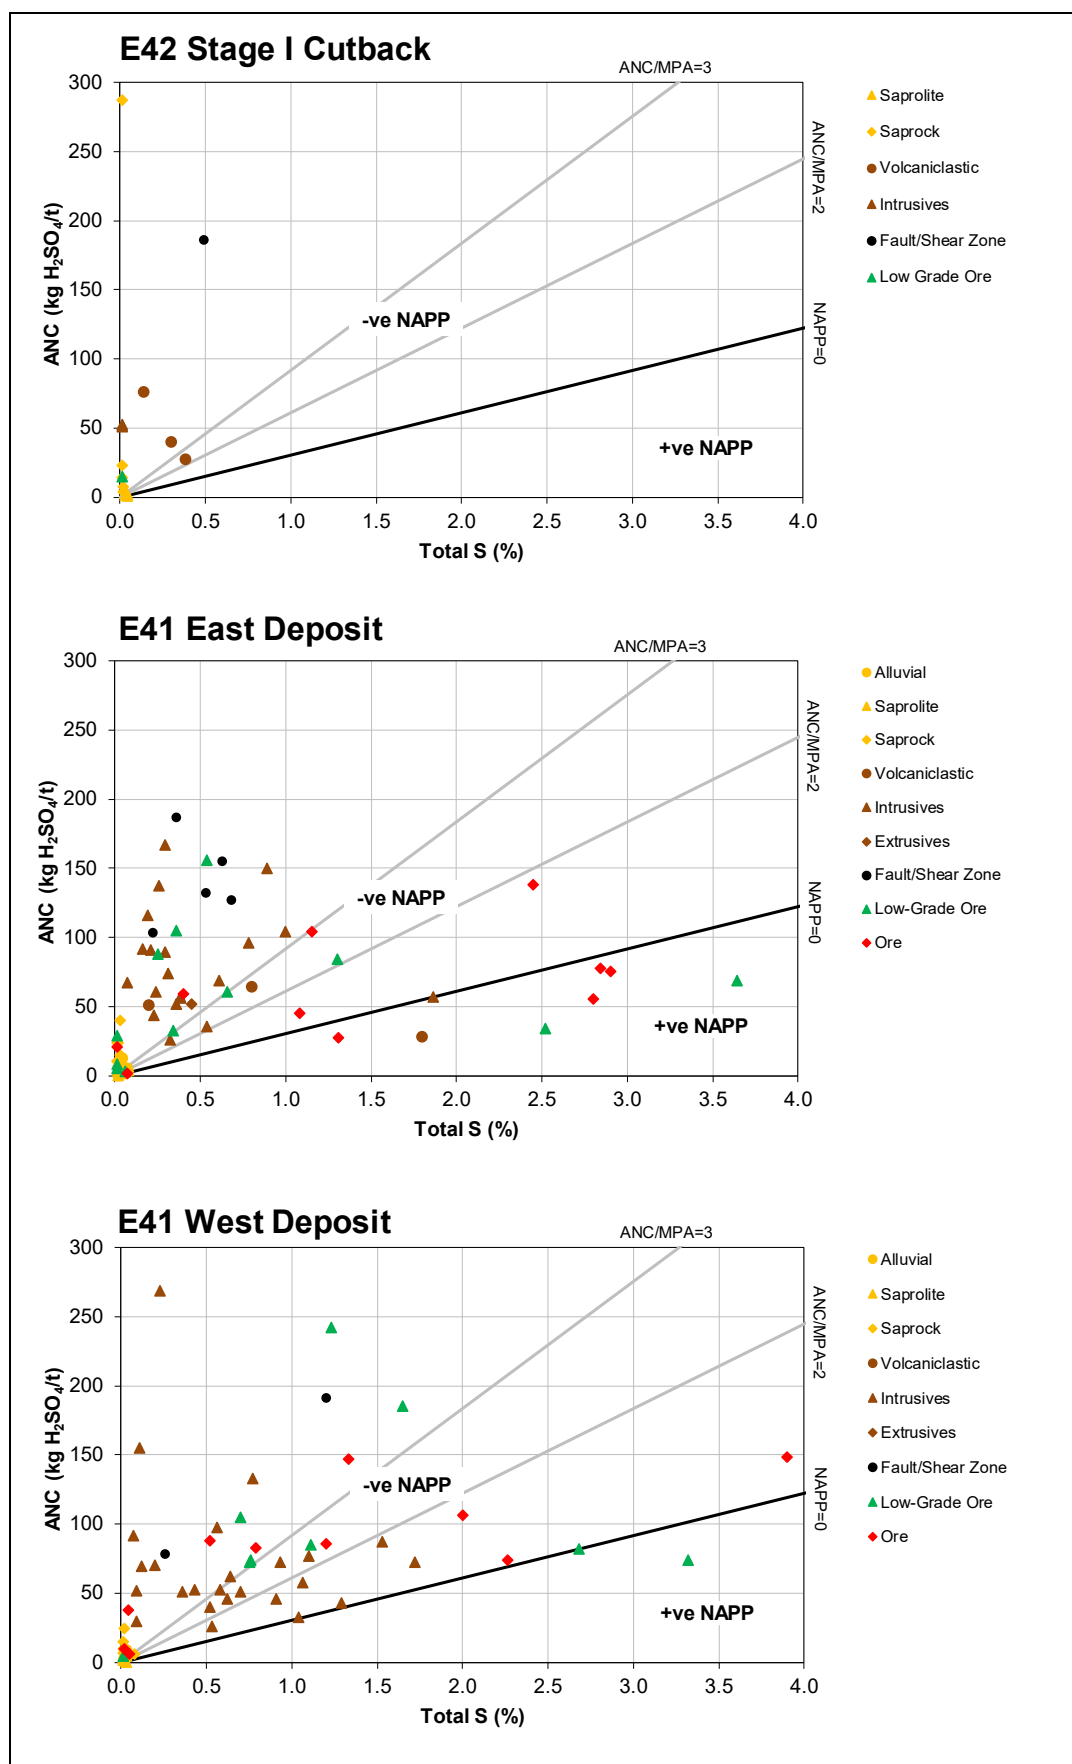 E42 Stage I Cutback
ANC/MPA=3
300
250
200
150
100
50
0
ANC (kg H₂SO₄/t)
-ve NAPP
+ve NAPP
ANC/MPA=2
NAPP=0
0.0 0.5 1.0 1.5 2.0 2.5 3.0 3.5 4.0
Total S (%)
Saprolite
Saprock
Volcaniclastic
Intrusives
Fault/Shear Zone
Low Grade Ore
E41 East Deposit
ANC/MPA=3
300
250
200
150
100
50
0
ANC (kg H₂SO₄/t)
-ve NAPP
+ve NAPP
ANC/MPA=2
NAPP=0
0.0 0.5 1.0 1.5 2.0 2.5 3.0 3.5 4.0
Total S (%)
Alluvial
Saprolite
Saprock
Volcaniclastic
Intrusives
Extrusives
Fault/Shear Zone
Low-Grade Ore
Ore
E41 West Deposit
ANC/MPA=3
300
250
200
150
100
50
0
ANC (kg H₂SO₄/t)
-ve NAPP
+ve NAPP
ANC/MPA=2
NAPP=0
0.0 0.5 1.0 1.5 2.0 2.5 3.0 3.5 4.0
Total S (%)
Alluvial
Saprolite
Saprock
Volcaniclastic
Intrusives
Extrusives
Fault/Shear Zone
Low-Grade Ore
Ore